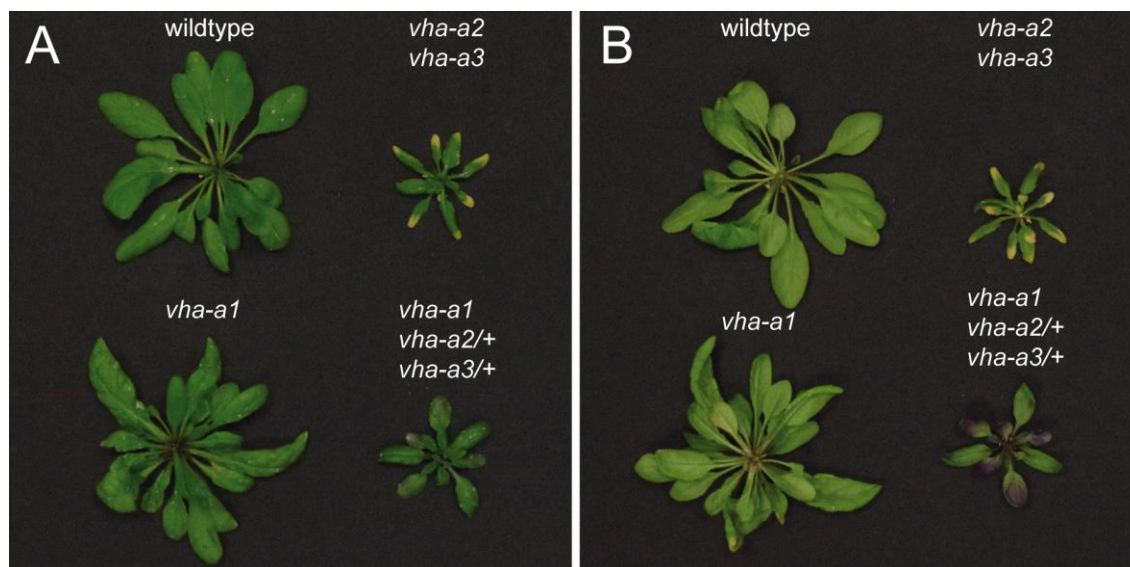 A
wildtype
vha-a2
vha-a3
vha-a1
vha-a1
vha-a2/+
vha-a3/+
B
wildtype
vha-a2
vha-a3
vha-a1
vha-a1
vha-a2/+
vha-a3/+